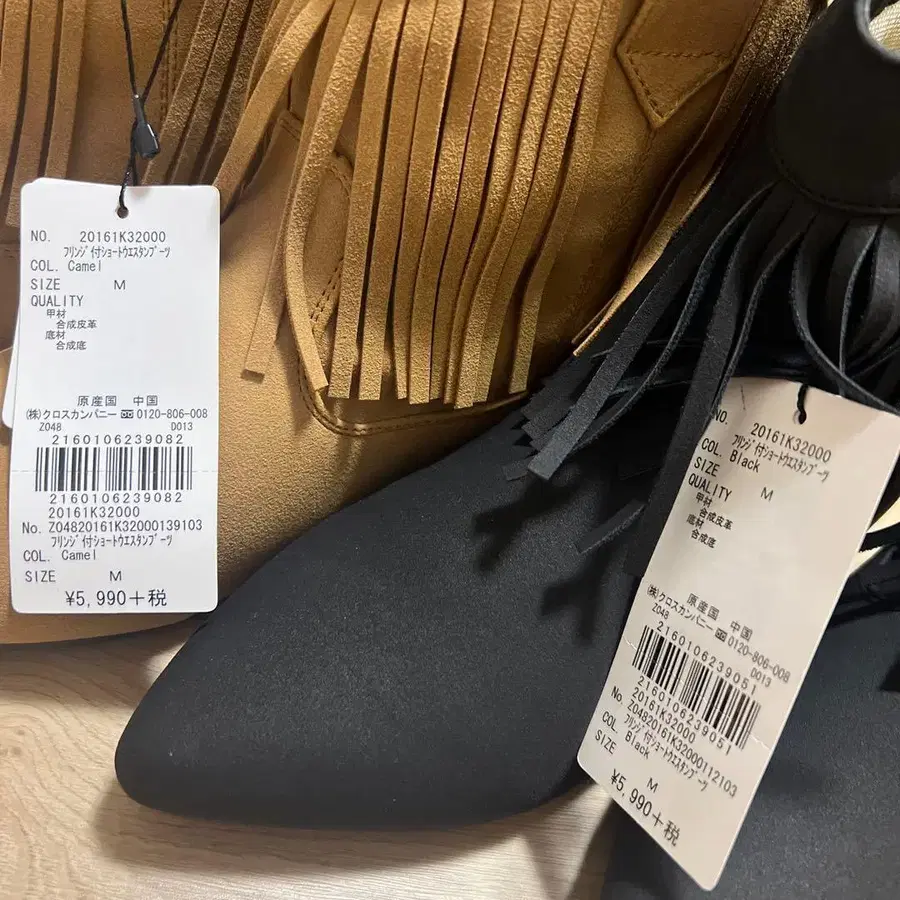 NO. 20161K32000
フリンジ付ショートウエスタンブーツ
COL. Camel
SIZE M
QUALITY
甲材
合成皮革
底材
合成底
原産国 中国
(株)クロスカンパニー 0120-806-008
Z048 D013
2160106239082
2160106239082
20161K32000
No. Z04820161K32000139103
フリンジ付ショートウエスタンブーツ
COL. Camel
SIZE M
¥5,990+税
NO. 20161K32000
フリンジ付ショートウエスタンブーツ
COL. Black
SIZE M
QUALITY
甲材
合成皮革
底材
合成底
原産国 中国
(株)クロスカンパニー 0120-806-008
Z048 D013
2160106239051
2160106239051
20161K32000
No. Z04820161K32000112103
フリンジ付ショートウエスタンブーツ
COL. Black
SIZE M
¥5,990+税